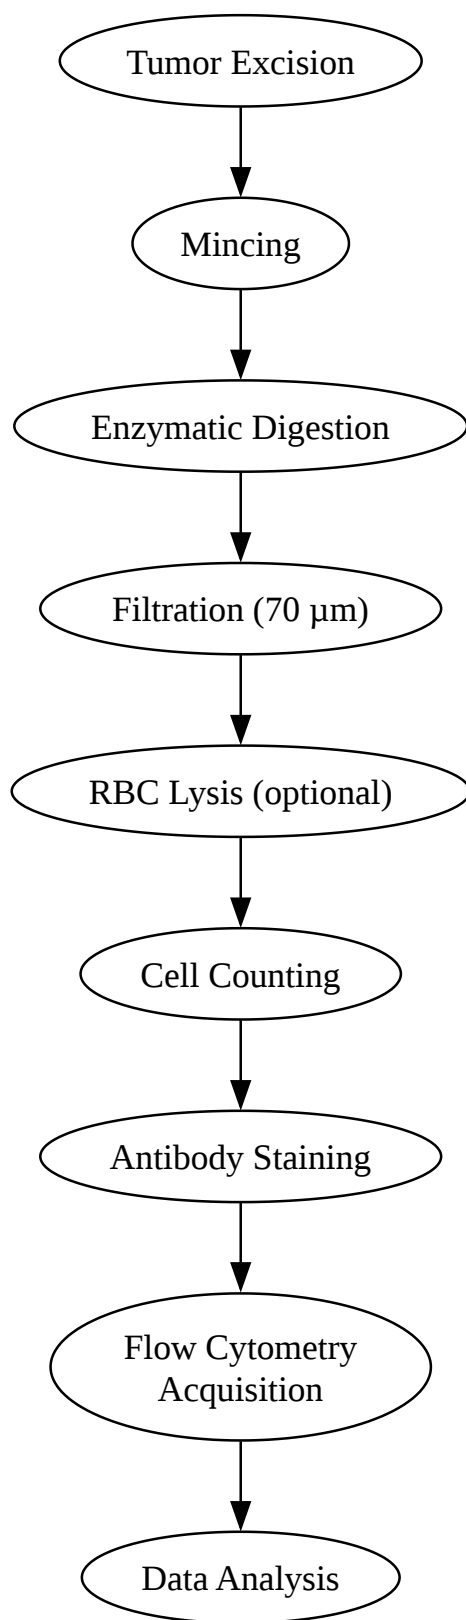 Tumor Excision
Mincing
Enzymatic Digestion
Filtration (70 µm)
RBC Lysis (optional)
Cell Counting
Antibody Staining
Flow Cytometry
Acquisition
Data Analysis